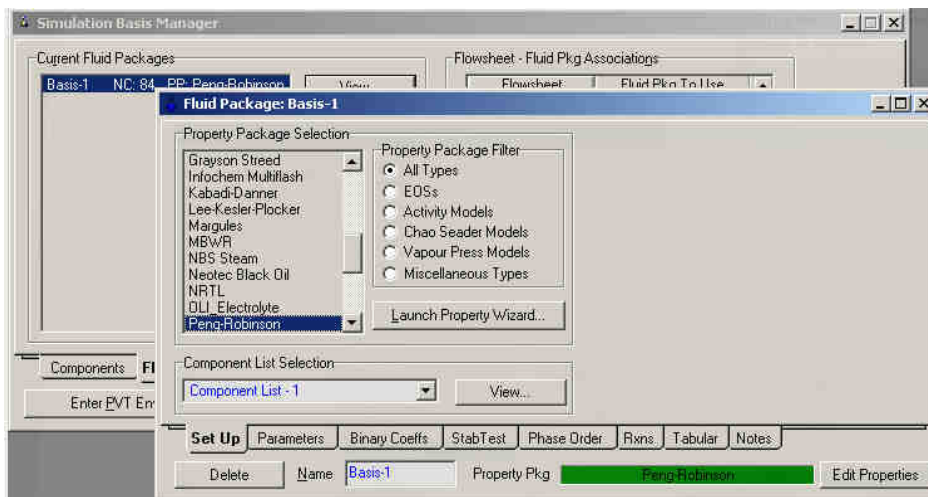 Simulation Basis Manager
Current Fluid Packages
Flowsheet - Fluid Pkg Associations
Basis-1 NC: 84 PP: Peng-Robinson
View...
Flowsheet
Fluid Pkg To Use
Fluid Package: Basis-1
Property Package Selection
Grayson Streed
Infochem Multiflash
Kabadi-Danner
Lee-Kesler-Plocker
Margules
MBWR
NBS Steam
Neotec Black Oil
NRTL
OLI_Electrolyte
Peng-Robinson
Property Package Filter
All Types
EOSs
Activity Models
Chao Seader Models
Vapour Press Models
Miscellaneous Types
Launch Property Wizard...
Component List Selection
Component List - 1
View...
Components
Fl
Enter PVT En
Set Up Parameters Binary Coeffs StabTest Phase Order Rxns Tabular Notes
Delete Name Basis-1 Property Pkg Peng-Robinson Edit Properties